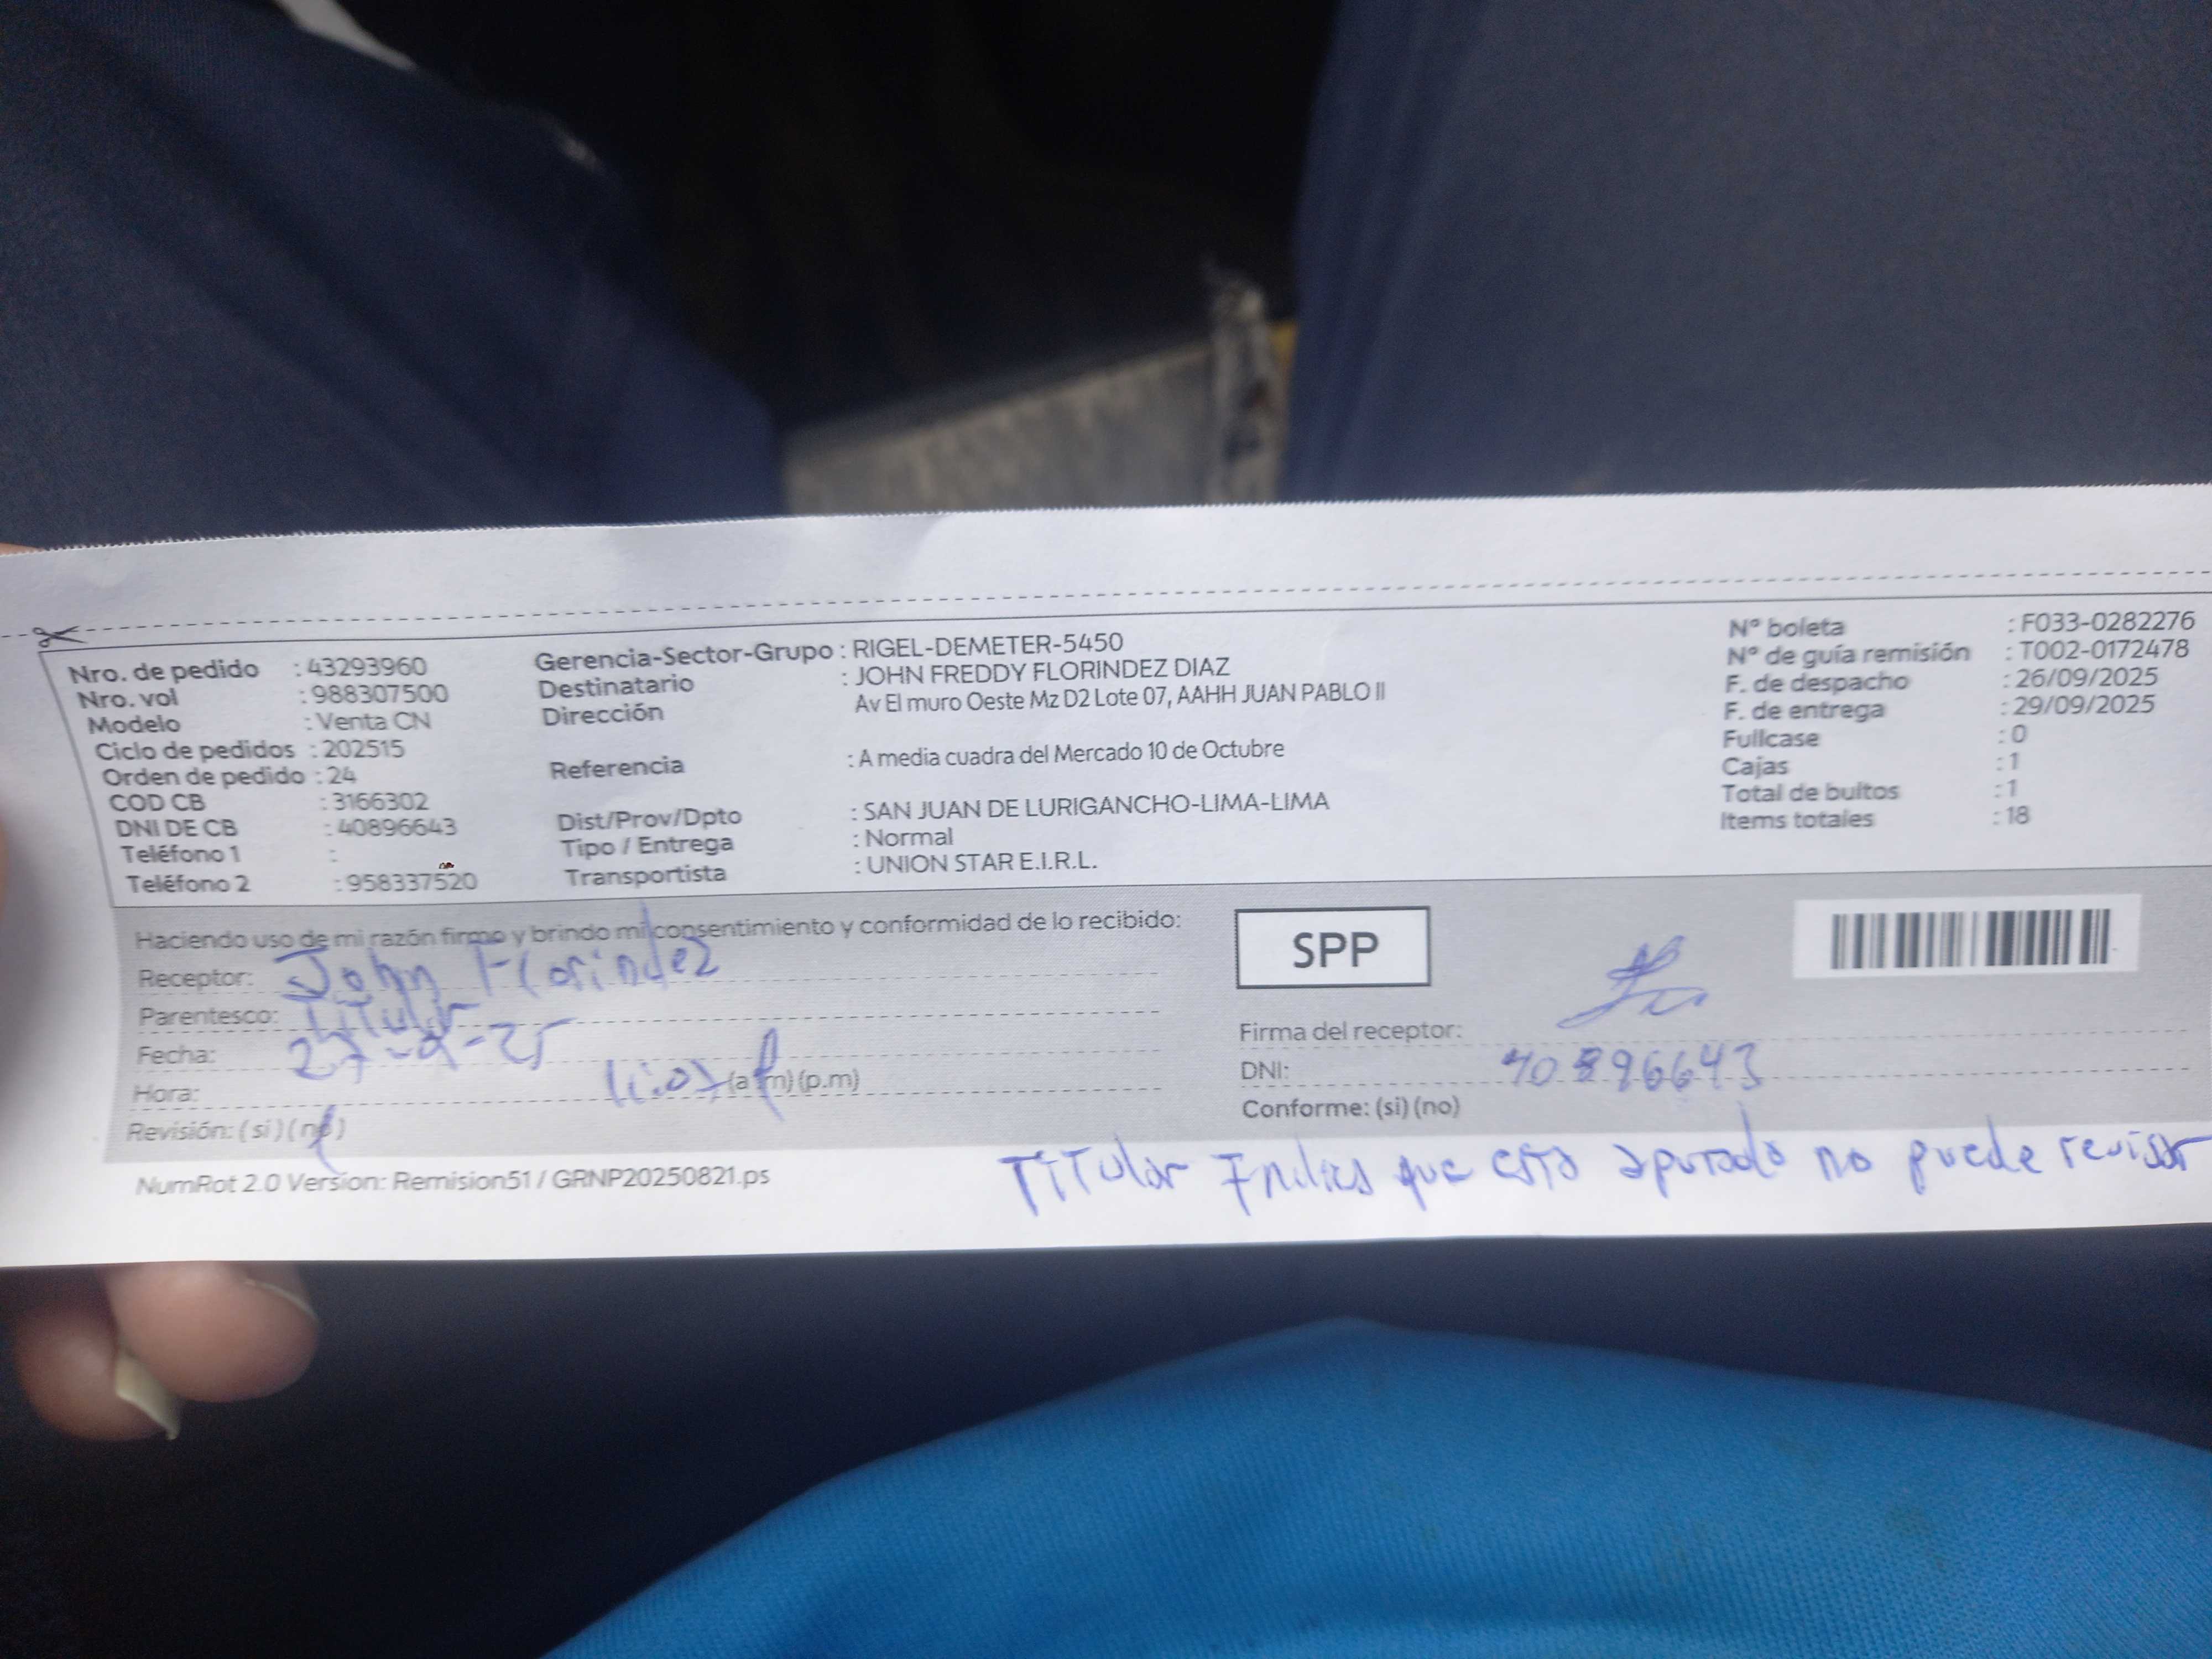 Nro. de pedido : 43293960
Nro. vol : 988307500
Modelo : Venta CN
Ciclo de pedidos : 202515
Orden de pedido : 24
COD CB : 3166302
DNI DE CB : 40896643
Teléfono 1 :
Teléfono 2 : 958337520
Gerencia-Sector-Grupo : RIGEL-DEMETER-5450
Destinatario : JOHN FREDDY FLORINDEZ DIAZ
Dirección Av El muro Oeste Mz D2 Lote 07, AAHH JUAN PABLO II
Referencia : A media cuadra del Mercado 10 de Octubre
Dist/Prov/Dpto : SAN JUAN DE LURIGANCHO-LIMA-LIMA
Tipo / Entrega : Normal
Transportista : UNION STAR E.I.R.L.
Nº boleta : F033-0282276
Nº de guía remisión : T002-0172478
F. de despacho : 26/09/2025
F. de entrega : 29/09/2025
Fullcase : 0
Cajas : 1
Total de bultos : 1
Items totales : 18
Haciendo uso de mi razón firmo y brindo mi consentimiento y conformidad de lo recibido:
Receptor: John Florindez
Parentesco: Titular
Fecha: 27-9-25
Hora: (a.m) (p.m)
Revisión: (si) (no)
SPP
Firma del receptor:
DNI: 40896643
Conforme: (si) (no)
Titular Indica que esta apurado no puede revisar
NumRot 2.0 Version: Remision51 / GRNP20250821.ps